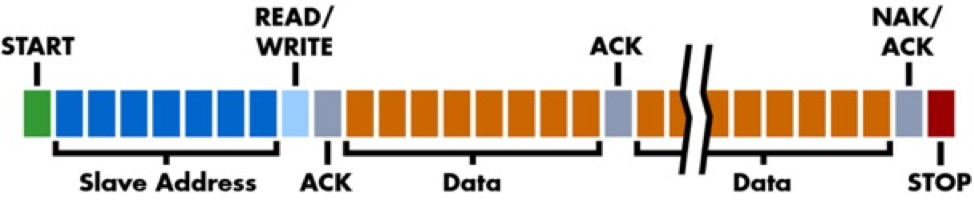 START
READ/
WRITE
ACK
NAK/
ACK
Slave Address
ACK
Data
Data
STOP